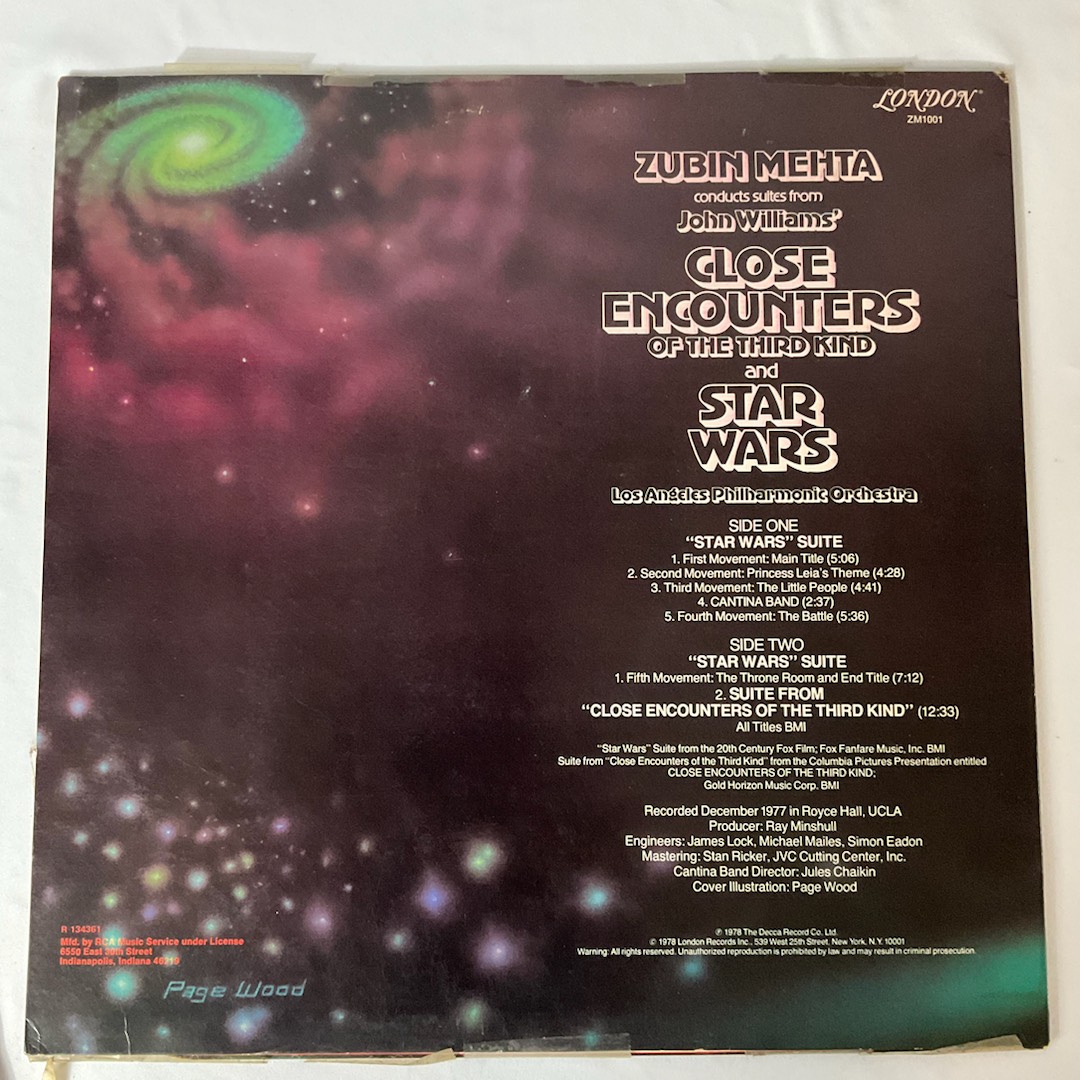 LONDON®
ZM1001
ZUBIN MEHTA
conducts suites from
John Williams'
CLOSE
ENCOUNTERS
OF THE THIRD KIND
and
STAR
WARS
Los Angeles Philharmonic Orchestra
SIDE ONE
"STAR WARS" SUITE
1. First Movement: Main Title (5:06)
2. Second Movement: Princess Leia's Theme (4:28)
3. Third Movement: The Little People (4:41)
4. CANTINA BAND (2:37)
5. Fourth Movement: The Battle (5:36)
SIDE TWO
"STAR WARS" SUITE
1. Fifth Movement: The Throne Room and End Title (7:12)
2. SUITE FROM
"CLOSE ENCOUNTERS OF THE THIRD KIND" (12:33)
All Titles BMI
"Star Wars" Suite from the 20th Century Fox Film; Fox Fanfare Music, Inc. BMI
Suite from "Close Encounters of the Third Kind" from the Columbia Pictures Presentation entitled
CLOSE ENCOUNTERS OF THE THIRD KIND;
Gold Horizon Music Corp. BMI
Recorded December 1977 in Royce Hall, UCLA
Producer: Ray Minshull
Engineers: James Lock, Michael Mailes, Simon Eadon
Mastering: Stan Ricker, JVC Cutting Center, Inc.
Cantina Band Director: Jules Chaikin
Cover Illustration: Page Wood
℗ 1978 The Decca Record Co. Ltd.
© 1978 London Records Inc., 539 West 25th Street, New York, N.Y. 10001
Warning: All rights reserved. Unauthorized reproduction is prohibited by law and may result in criminal prosecution.
R 134361
Mfd. by RCA Music Service under License
6550 East 30th Street
Indianapolis, Indiana 46219
Page Wood